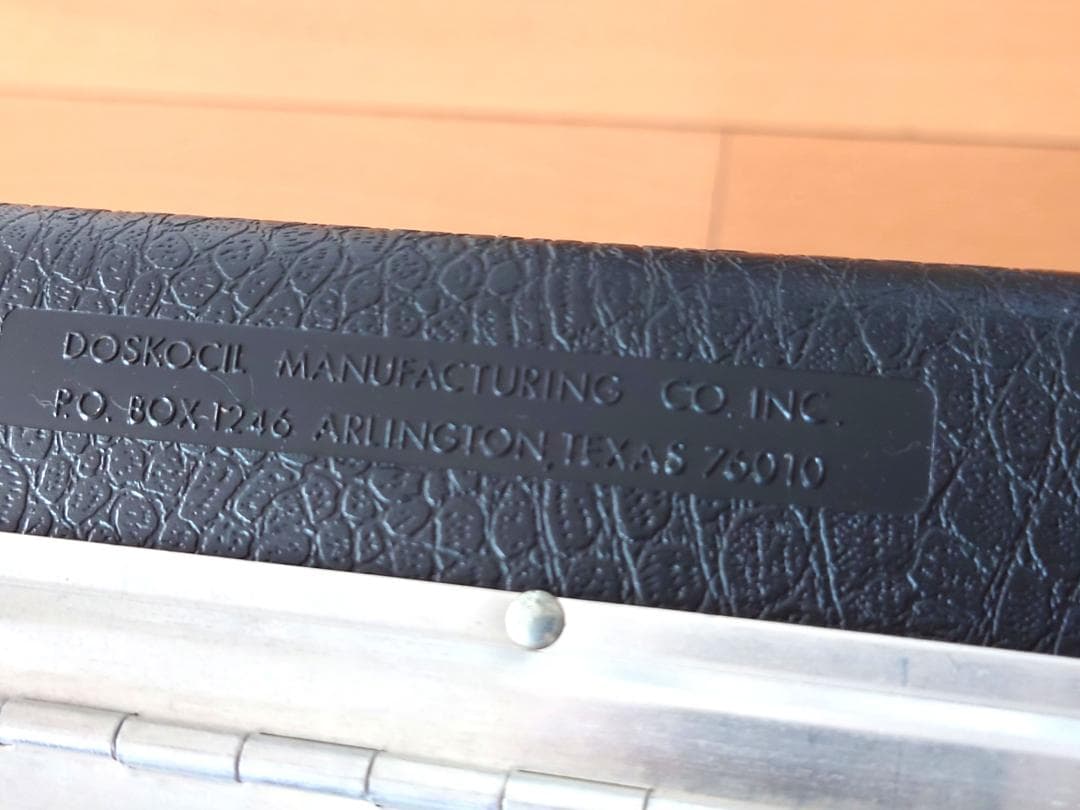 DOSKOCIL MANUFACTURING CO. INC.
P.O. BOX 1246 ARLINGTON, TEXAS 76010